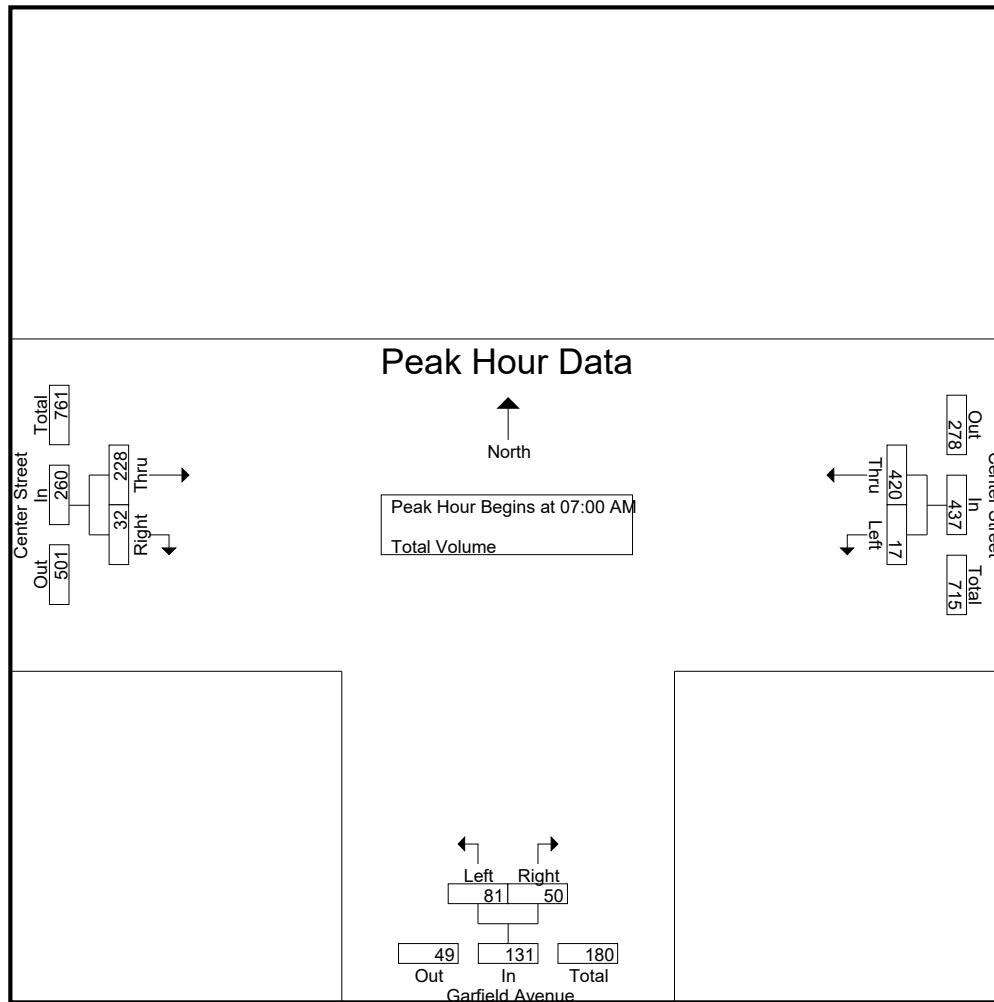 Peak Hour Data
North
Peak Hour Begins at 07:00 AM
Total Volume
Center Street
Total
761
In
260
Out
501
228
Thru
32
Right
Center Street
Out
278
In
437
Total
715
Thru
420
Left
17
Left
Right
81
50
49
131
180
Out
In
Total
Garfield Avenue